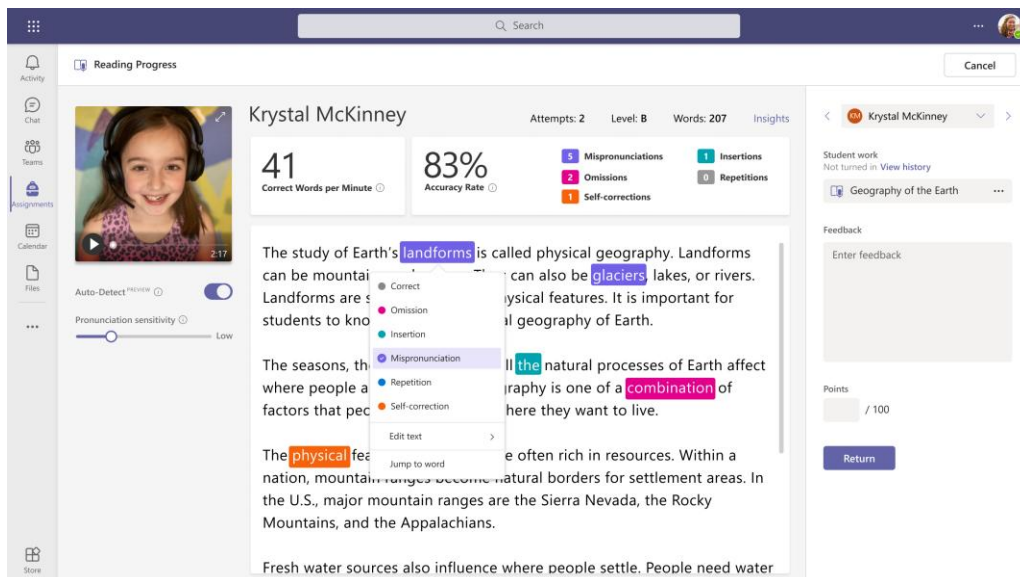 Search
Activity
Chat
Teams
Assignments
Calendar
Files
Store
Reading Progress
Cancel
2:17
Auto-Detect PREVIEW
Pronunciation sensitivity
Low
Krystal McKinney
Attempts: 2 Level: B Words: 207 Insights
41
Correct Words per Minute
83%
Accuracy Rate
5 Mispronunciations
2 Omissions
1 Self-corrections
1 Insertions
0 Repetitions
The study of Earth's landforms is called physical geography. Landforms
can be mountai can also be glaciers, lakes, or rivers.
Landforms are s ysical features. It is important for
students to kno al geography of Earth.
The seasons, th ll the natural processes of Earth affect
where people a graphy is one of a combination of
factors that peo here they want to live.
The physical fea e often rich in resources. Within a
nation, mountain ranges become natural borders for settlement areas. In
the U.S., major mountain ranges are the Sierra Nevada, the Rocky
Mountains, and the Appalachians.
Fresh water sources also influence where people settle. People need water
Correct
Omission
Insertion
Mispronunciation
Repetition
Self-correction
Edit text
Jump to word
KM Krystal McKinney
Student work
Not turned in View history
Geography of the Earth
Feedback
Enter feedback
Points
/ 100
Return